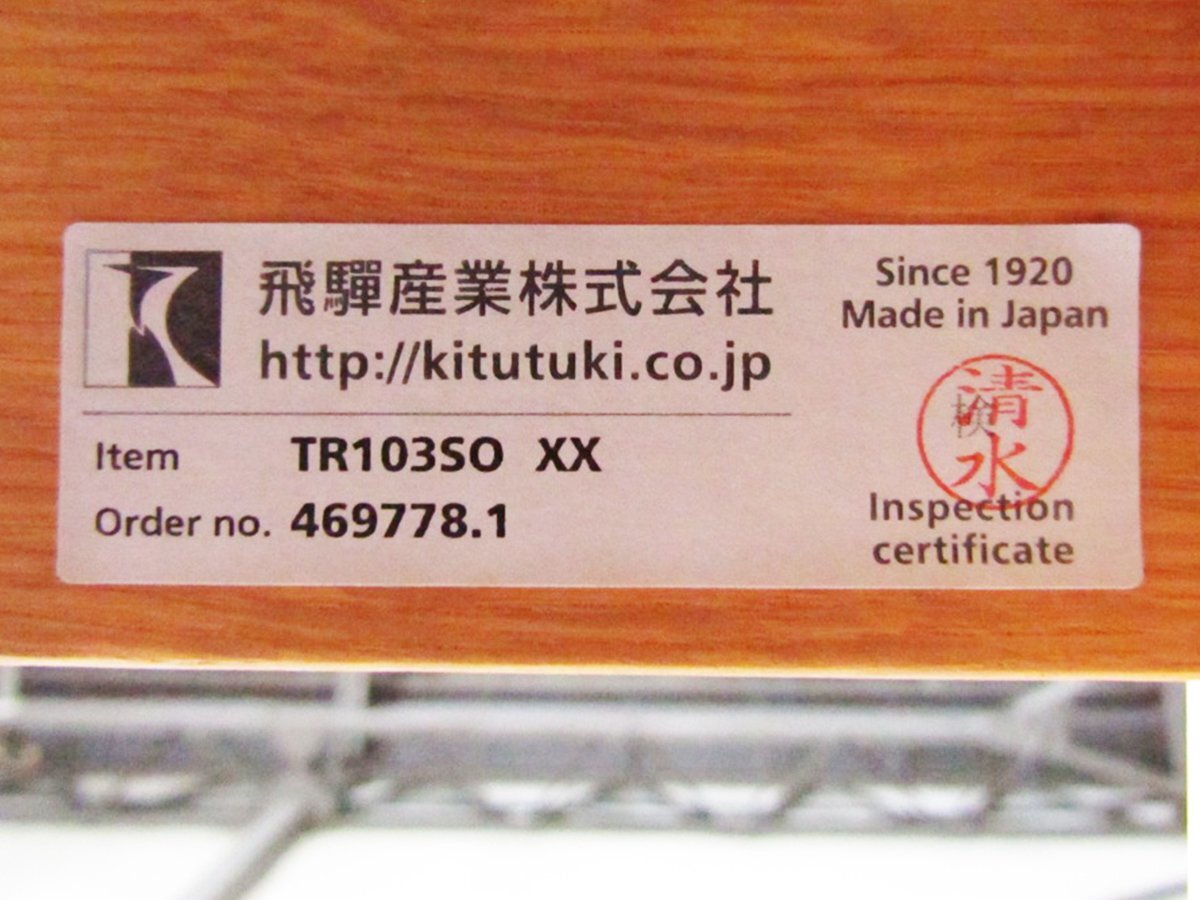 飛驒産業株式会社
http://kitutuki.co.jp
Item TR103SO XX
Order no. 469778.1
Since 1920
Made in Japan
検
清水
Inspection
certificate